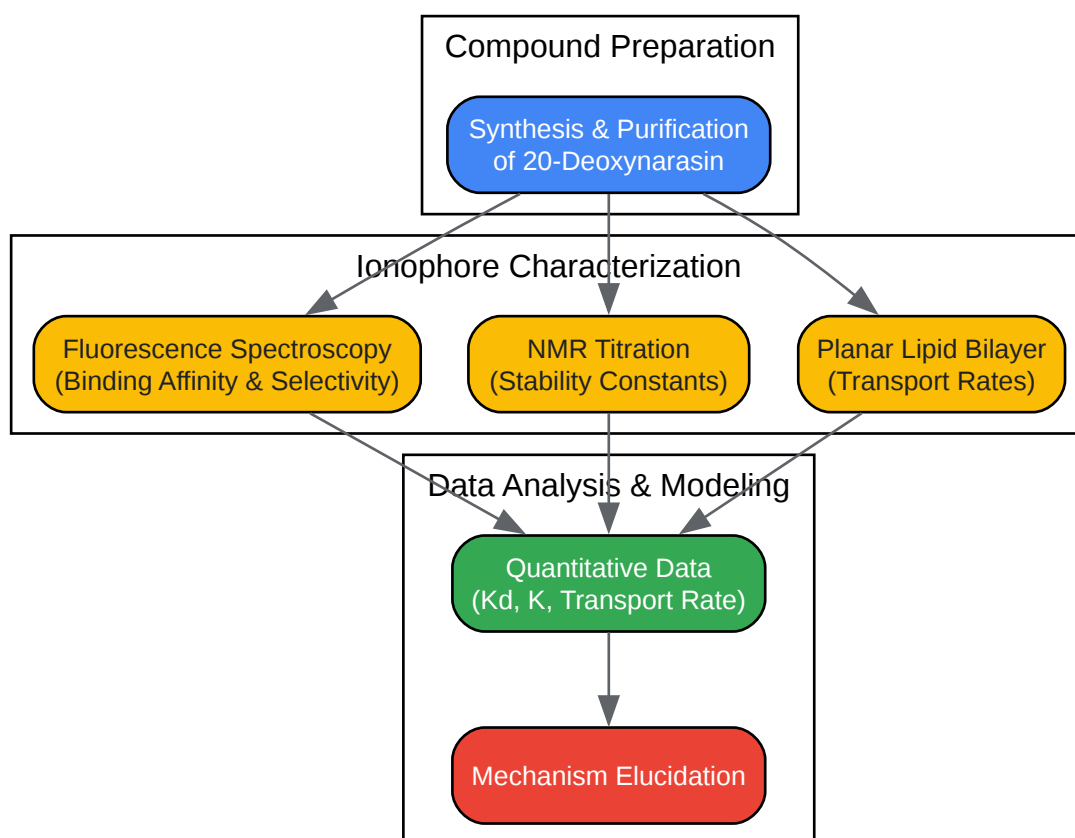 Compound Preparation
Synthesis & Purification
of 20-Deoxynarasin
Ionophore Characterization
Fluorescence Spectroscopy
(Binding Affinity & Selectivity)
NMR Titration
(Stability Constants)
Planar Lipid Bilayer
(Transport Rates)
Data Analysis & Modeling
Quantitative Data
(Kd, K, Transport Rate)
Mechanism Elucidation